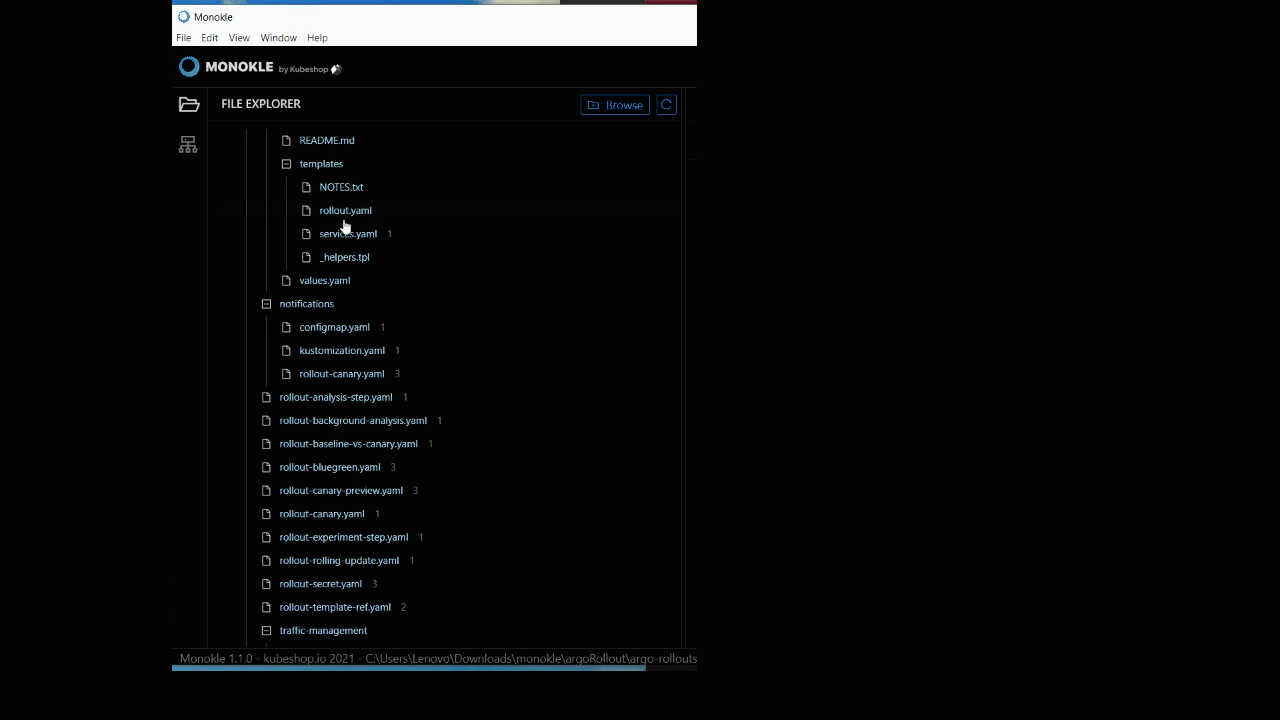 Monokle
File Edit View Window Help
MONOKLE by Kubeshop
FILE EXPLORER Browse
README.md
templates
NOTES.txt
rollout.yaml
services.yaml 1
_helpers.tpl
values.yaml
notifications
configmap.yaml 1
kustomization.yaml 1
rollout-canary.yaml 3
rollout-analysis-step.yaml 1
rollout-background-analysis.yaml 1
rollout-baseline-vs-canary.yaml 1
rollout-bluegreen.yaml 3
rollout-canary-preview.yaml 3
rollout-canary.yaml 1
rollout-experiment-step.yaml 1
rollout-rolling-update.yaml 1
rollout-secret.yaml 3
rollout-template-ref.yaml 2
traffic-management
Monokle 1.1.0 - kubeshop.io 2021 - C:\Users\Lenovo\Downloads\monokle\argoRollout\argo-rollouts